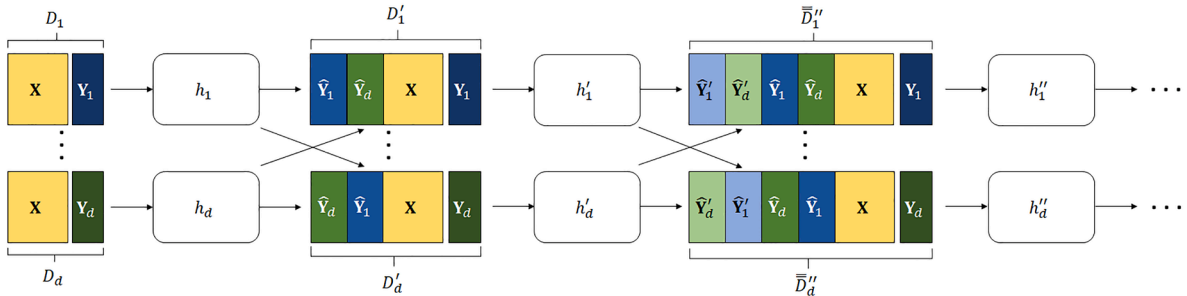 D₁ D₁′ D̿₁″
X Y₁ h₁ Ŷ₁ Ŷ_d X Y₁ h₁′ Ŷ₁′ Ŷ_d′ Ŷ₁ Ŷ_d X Y₁ h₁″ ···
X Y_d h_d Ŷ_d Ŷ₁ X Y_d h_d′ Ŷ_d′ Ŷ₁′ Ŷ_d Ŷ₁ X Y_d h_d″ ···
D_d D_d′ D̿_d″